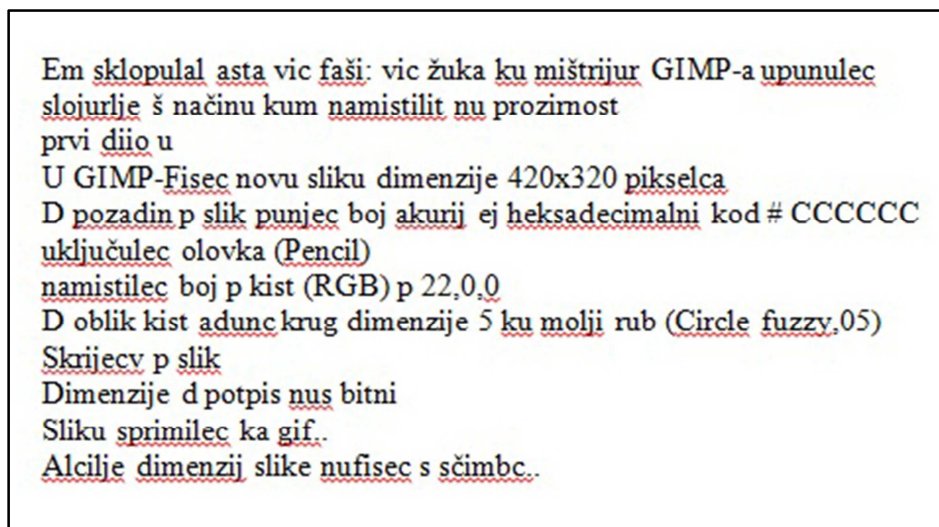 Em sklopulal asta vic faši: vic žuka ku mištrijur GIMP-a upunulec
slojurlje š načinu kum namistilit nu prozirnost
prvi diio u
U GIMP-Fisec novu sliku dimenzije 420x320 pikselca
D pozadin p slik punjec boj akurij ej heksadecimalni kod # CCCCCC
uključulec olovka (Pencil)
namistilec boj p kist (RGB) p 22,0,0
D oblik kist adunc krug dimenzije 5 ku molji rub (Circle fuzzy,05)
Skrijecv p slik
Dimenzije d potpis nus bitni
Sliku sprimilec ka gif..
Alcilje dimenzij slike nufisec s sčimbc..